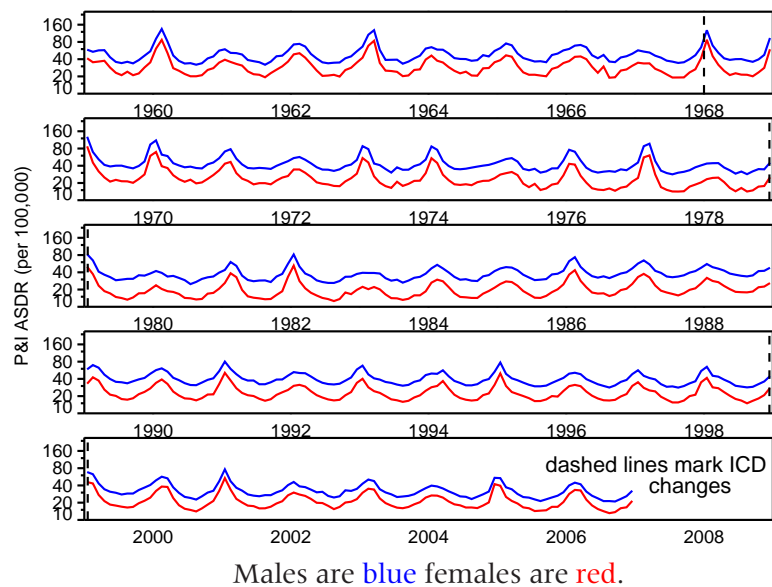 P&I ASDR (per 100,000)
160
80
40
20
10
1960 1962 1964 1966 1968
160
80
40
20
10
1970 1972 1974 1976 1978
160
80
40
20
10
1980 1982 1984 1986 1988
160
80
40
20
10
1990 1992 1994 1996 1998
160
80
40
20
10
dashed lines mark ICD
changes
2000 2002 2004 2006 2008
Males are blue females are red.